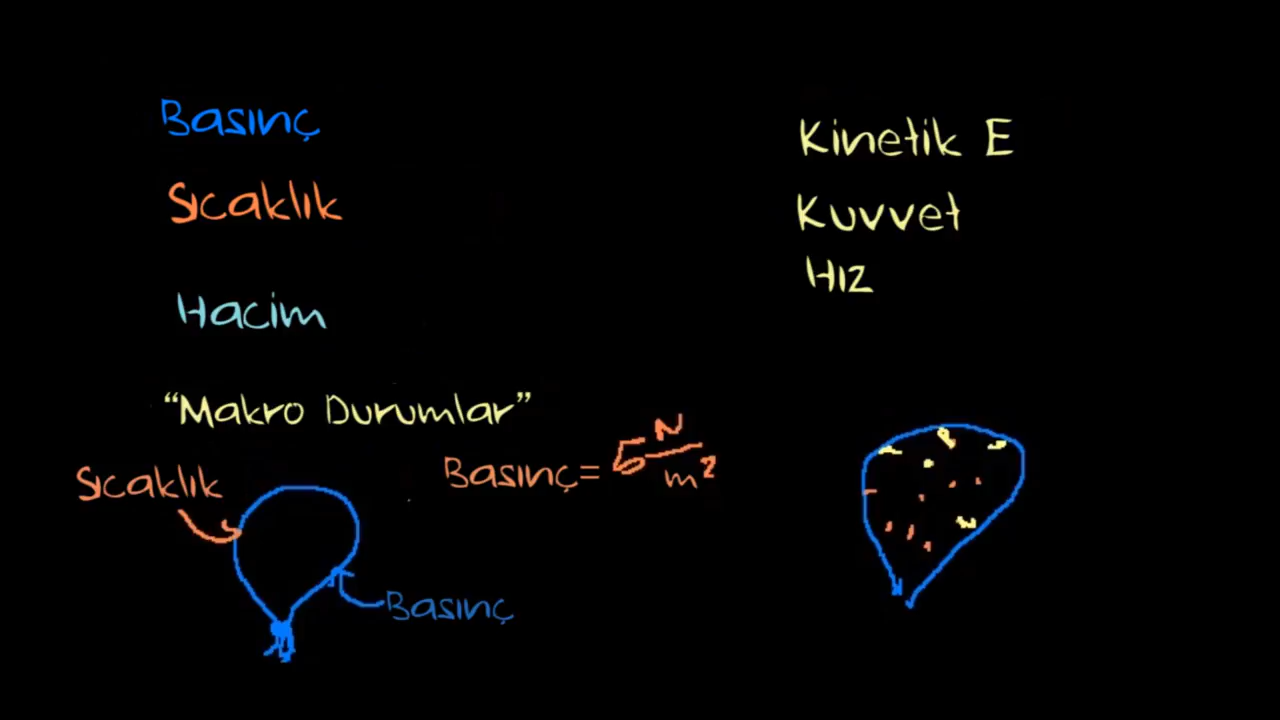 Basınç
Sıcaklık
Hacim
"Makro Durumlar"
Sıcaklık
Basınç= 5 N/m²
Basınç
Kinetik E
Kuvvet
Hız